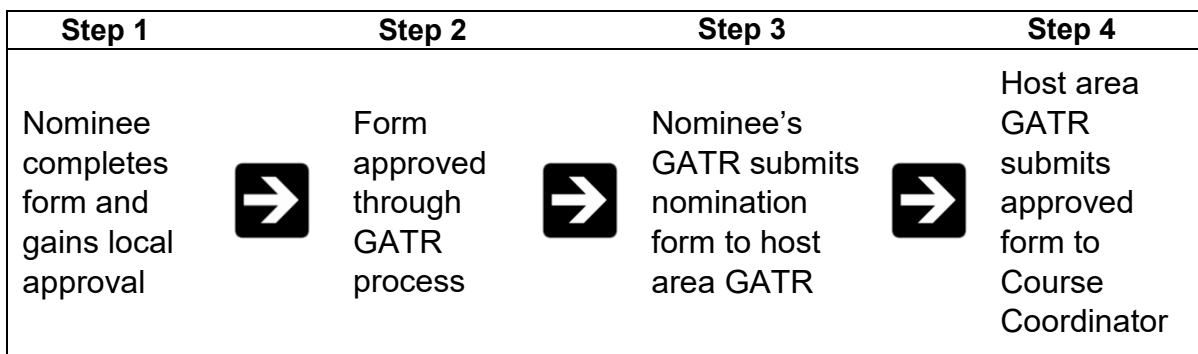 Step 1
Step 2
Step 3
Step 4
Nominee
completes
form and
gains local
approval
Form
approved
through
GATR
process
Nominee’s
GATR submits
nomination
form to host
area GATR
Host area
GATR
submits
approved
form to
Course
Coordinator